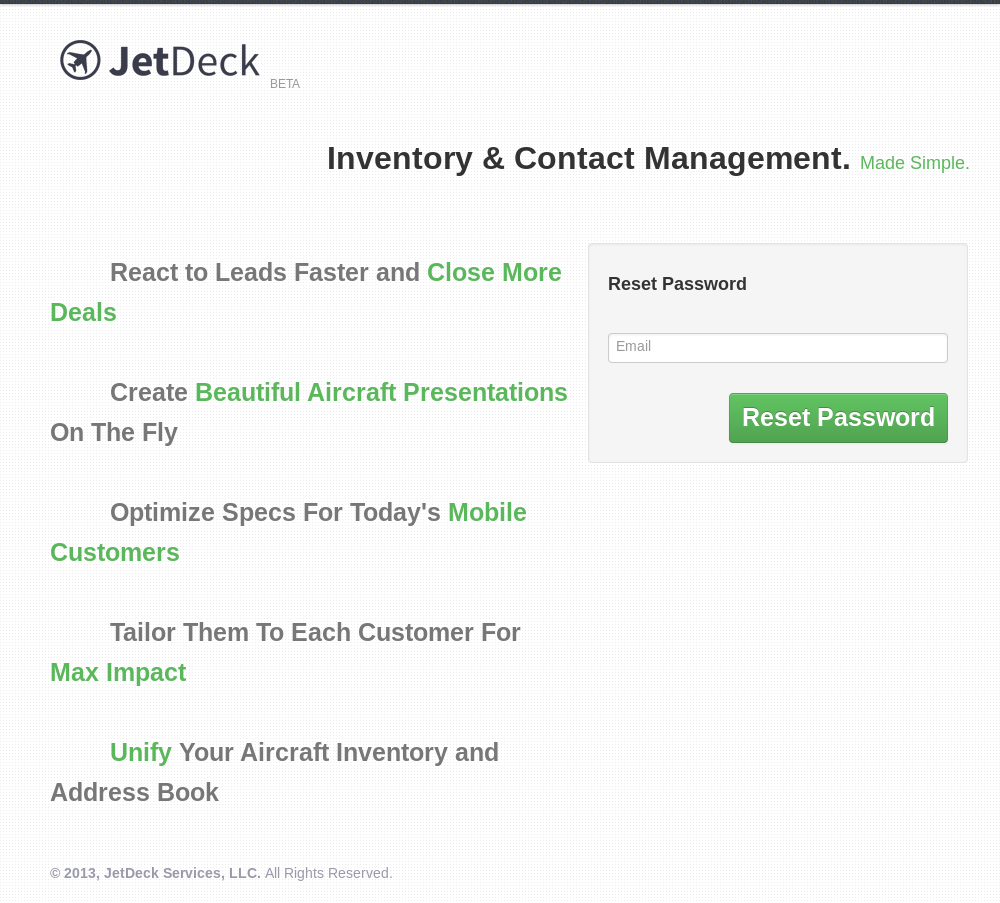 JetDeck
BETA
Inventory & Contact Management. Made Simple.
React to Leads Faster and Close More
Deals
Create Beautiful Aircraft Presentations
On The Fly
Optimize Specs For Today's Mobile
Customers
Tailor Them To Each Customer For
Max Impact
Unify Your Aircraft Inventory and
Address Book
Reset Password
Email
Reset Password
© 2013, JetDeck Services, LLC. All Rights Reserved.